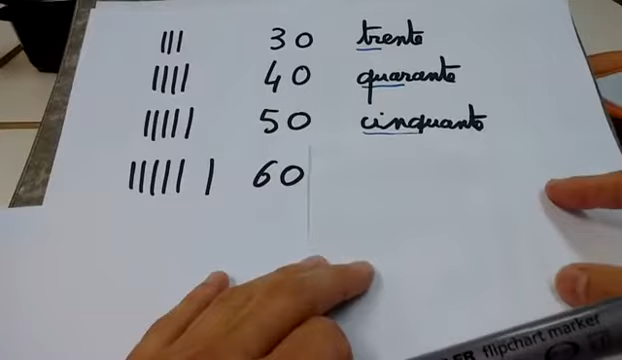 ||| 30 trente
|||| 40 quarante
||||| 50 cinquante
||||| | 60
flipchart marker